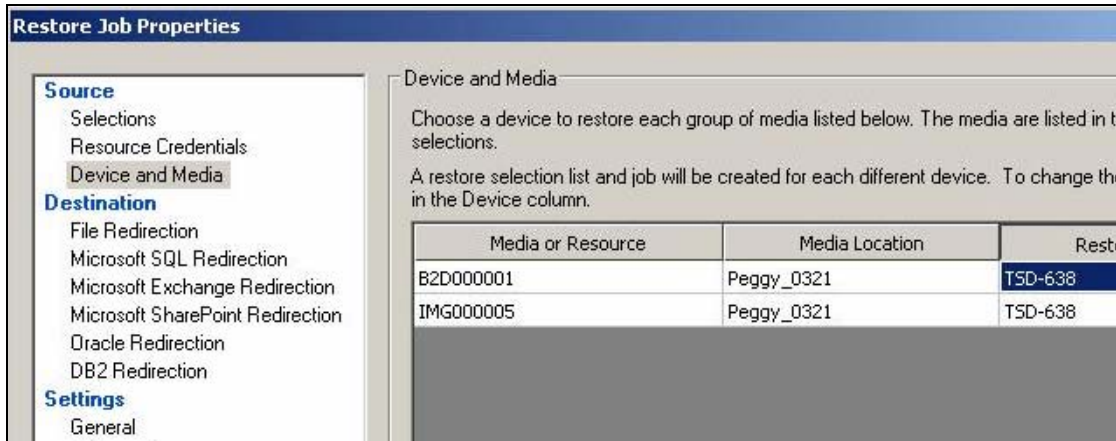 Restore Job Properties
Source
Selections
Resource Credentials
Device and Media
Destination
File Redirection
Microsoft SQL Redirection
Microsoft Exchange Redirection
Microsoft SharePoint Redirection
Oracle Redirection
DB2 Redirection
Settings
General
Device and Media
Choose a device to restore each group of media listed below. The media are listed in
selections.
A restore selection list and job will be created for each different device. To change
in the Device column.
Media or Resource Media Location
B2D000001 Peggy_0321 TSD-638
IMG000005 Peggy_0321 TSD-638